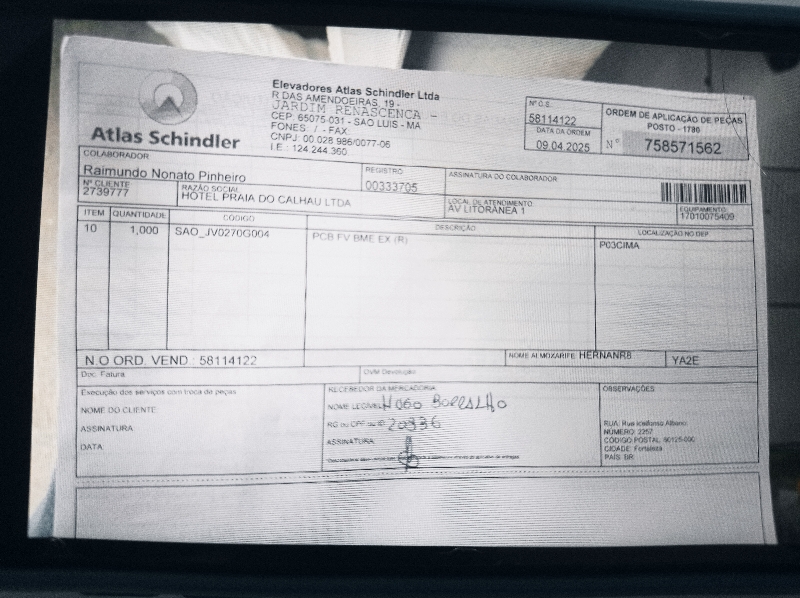 Atlas Schindler
Elevadores Atlas Schindler Ltda
R DAS AMENDOEIRAS, 19 -
JARDIM RENASCENCA -
CEP: 65075-031 - SAO LUIS - MA
FONES: / - FAX:
CNPJ: 00.028.986/0077-06
I.E.: 124.244.360
Nº C.S.
58114122
DATA DA ORDEM
09.04.2025
ORDEM DE APLICAÇÃO DE PEÇAS
POSTO - 1780
Nº 758571562
COLABORADOR
Raimundo Nonato Pinheiro
REGISTRO
00333705
ASSINATURA DO COLABORADOR
Nº CLIENTE
2739777
RAZÃO SOCIAL
HOTEL PRAIA DO CALHAU LTDA
LOCAL DE ATENDIMENTO
AV LITORANEA 1
EQUIPAMENTO
17010075409
ITEM QUANTIDADE CÓDIGO DESCRIÇÃO LOCALIZAÇÃO NO DEP
10 1,000 SAO_JV0270G004 PCB FV BME EX (R) P03CIMA
N.O ORD. VEND.: 58114122
NOME ALMOXARIFE HERNANR8
YA2E
Doc. Fatura
OVM Devolução
Execução dos serviços com troca de peças
NOME DO CLIENTE:
ASSINATURA:
DATA:
RECEBEDOR DA MERCADORIA
NOME LEGÍVEL HUGO BORRALHO
RG ou CPF ou ID 20336
ASSINATURA:
OBSERVAÇÕES
RUA: Rua Ildefonso Albano
NÚMERO: 2257
CÓDIGO POSTAL: 60125-000
CIDADE: Fortaleza
PAÍS: BR